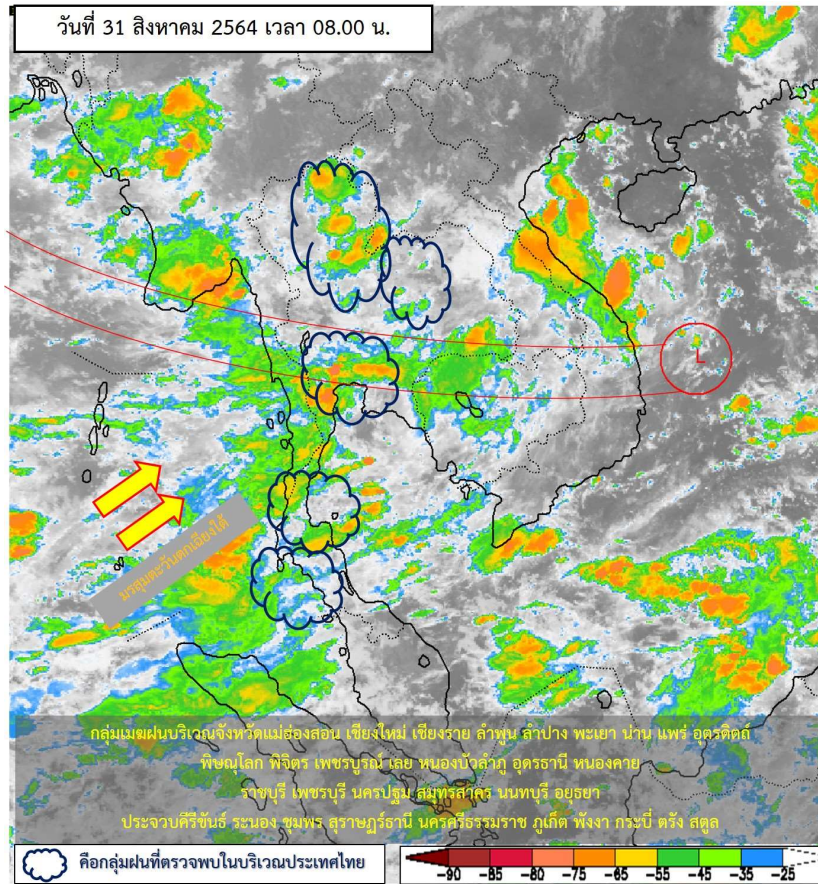 วันที่ 31 สิงหาคม 2564 เวลา 08.00 น.
L
มรสุมตะวันตกเฉียงใต้
กลุ่มเมฆฝนบริเวณจังหวัดแม่ฮ่องสอน เชียงใหม่ เชียงราย ลำพูน ลำปาง พะเยา น่าน แพร่ อุตรดิตถ์
พิษณุโลก พิจิตร เพชรบูรณ์ เลย หนองบัวลำภู อุดรธานี หนองคาย
ราชบุรี เพชรบุรี นครปฐม สมุทรสาคร นนทบุรี อยุธยา
ประจวบคีรีขันธ์ ระนอง ชุมพร สุราษฎร์ธานี นครศรีธรรมราช ภูเก็ต พังงา กระบี่ ตรัง สตูล
คือกลุ่มฝนที่ตรวจพบในบริเวณประเทศไทย
-90 -85 -80 -75 -65 -55 -45 -35 -25